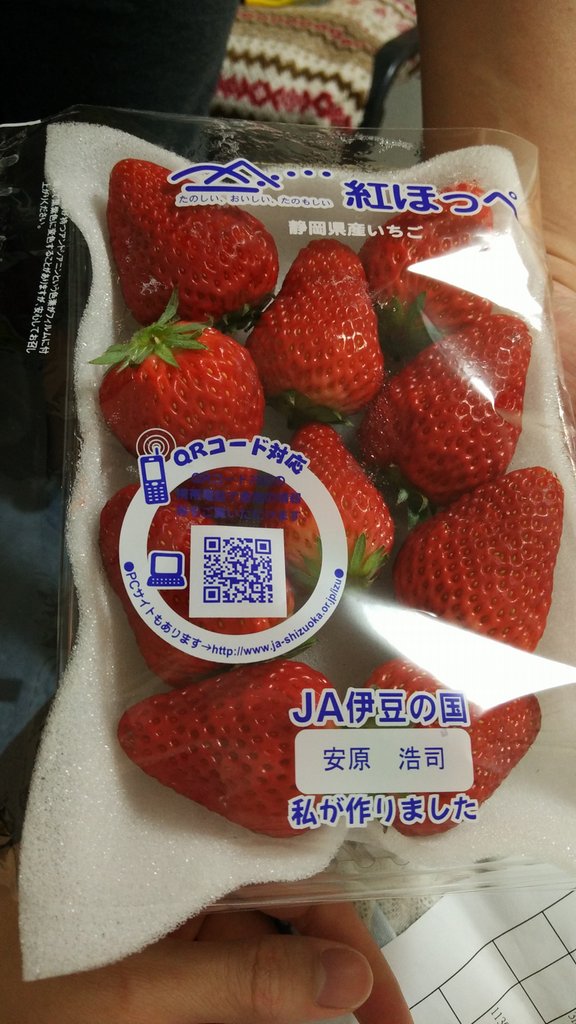 たのしい、おいしい、たのもしい
紅ほっぺ
静岡県産いちご
QRコード対応
●PCサイトもあります→http://www.ja-shizuoka.or.jp/izu●
JA伊豆の国
安原 浩司
私が作りました